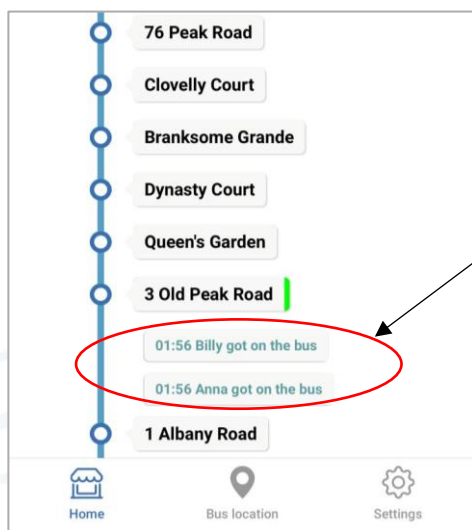 76 Peak Road
Clovelly Court
Branksome Grande
Dynasty Court
Queen's Garden
3 Old Peak Road
01:56 Billy got on the bus
01:56 Anna got on the bus
1 Albany Road
Home Bus location Settings